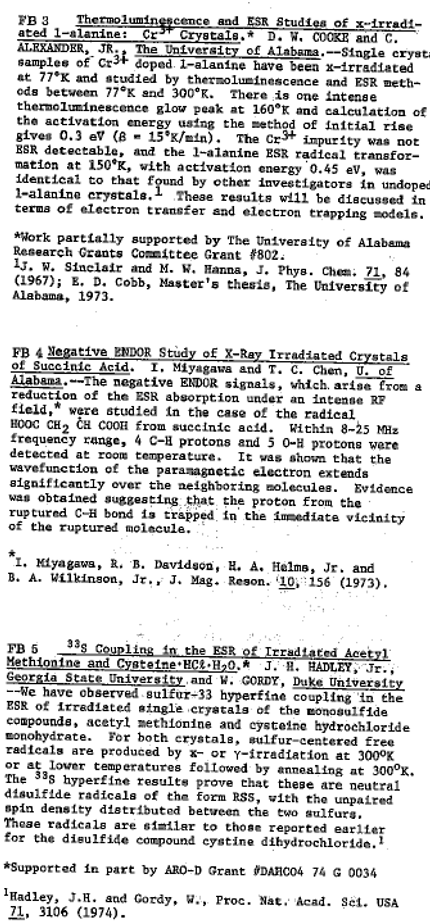 FB 3 Thermoluminescence and ESR Studies of x-irradi-
ated l-alanine: Cr3+ Crystals.* D. W. COOKE and C.
ALEXANDER, JR., The University of Alabama.--Single cryst
samples of Cr3+ doped l-alanine have been x-irradiated
at 77°K and studied by thermoluminescence and ESR meth-
ods between 77°K and 300°K. There is one intense
thermoluminescence glow peak at 160°K and calculation of
the activation energy using the method of initial rise
gives 0.3 eV (β = 15°K/min). The Cr3+ impurity was not
ESR detectable, and the l-alanine ESR radical transfor-
mation at 150°K, with activation energy 0.45 eV, was
identical to that found by other investigators in undoped
l-alanine crystals.1 These results will be discussed in
terms of electron transfer and electron trapping models.
*Work partially supported by The University of Alabama
Research Grants Committee Grant #802.
1J. W. Sinclair and M. W. Hanna, J. Phys. Chem. 71, 84
(1967); E. D. Cobb, Master's thesis, The University of
Alabama, 1973.
FB 4 Negative ENDOR Study of X-Ray Irradiated Crystals
of Succinic Acid. I. Miyagawa and T. C. Chen, U. of
Alabama.--The negative ENDOR signals, which arise from a
reduction of the ESR absorption under an intense RF
field,* were studied in the case of the radical
HOOC CH2 CH COOH from succinic acid. Within 8-25 MHz
frequency range, 4 C-H protons and 5 O-H protons were
detected at room temperature. It was shown that the
wavefunction of the paramagnetic electron extends
significantly over the neighboring molecules. Evidence
was obtained suggesting that the proton from the
ruptured C-H bond is trapped in the immediate vicinity
of the ruptured molecule.
*
I. Miyagawa, R. B. Davidson, H. A. Helms, Jr. and
B. A. Wilkinson, Jr., J. Mag. Reson. 10, 156 (1973).
FB 5 33S Coupling in the ESR of Irradiated Acetyl
Methionine and Cysteine·HCl·H2O.* J. H. HADLEY, Jr.,
Georgia State University and W. GORDY, Duke University
--We have observed sulfur-33 hyperfine coupling in the
ESR of irradiated single crystals of the monosulfide
compounds, acetyl methionine and cysteine hydrochloride
monohydrate. For both crystals, sulfur-centered free
radicals are produced by x- or γ-irradiation at 300°K
or at lower temperatures followed by annealing at 300°K.
The 33S hyperfine results prove that these are neutral
disulfide radicals of the form RSS, with the unpaired
spin density distributed between the two sulfurs.
These radicals are similar to those reported earlier
for the disulfide compound cystine dihydrochloride.1
*Supported in part by ARO-D Grant #DAHC04 74 G 0034
1Hadley, J.H. and Gordy, W., Proc. Nat. Acad. Sci. USA
71, 3106 (1974).